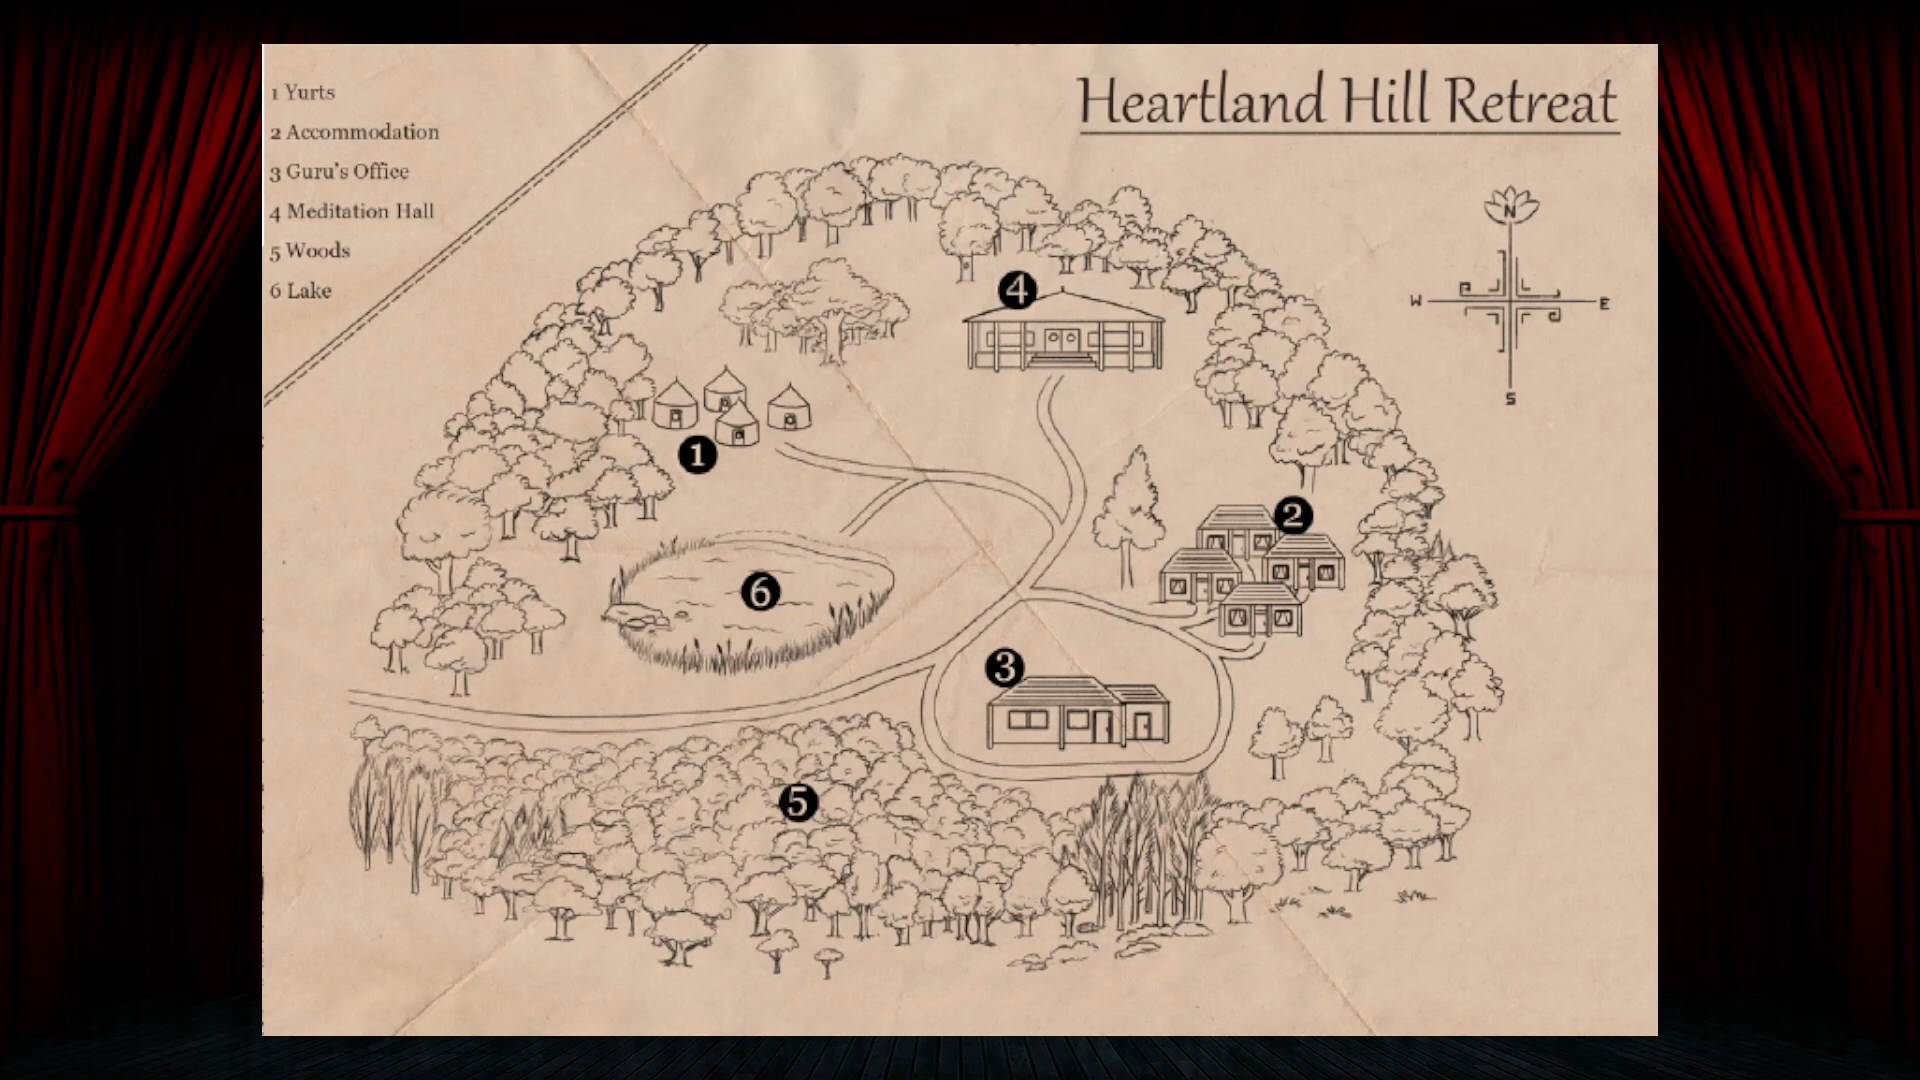 Heartland Hill Retreat
1 Yurts
2 Accommodation
3 Guru's Office
4 Meditation Hall
5 Woods
6 Lake
N
W E
S
4
1
2
6
3
5